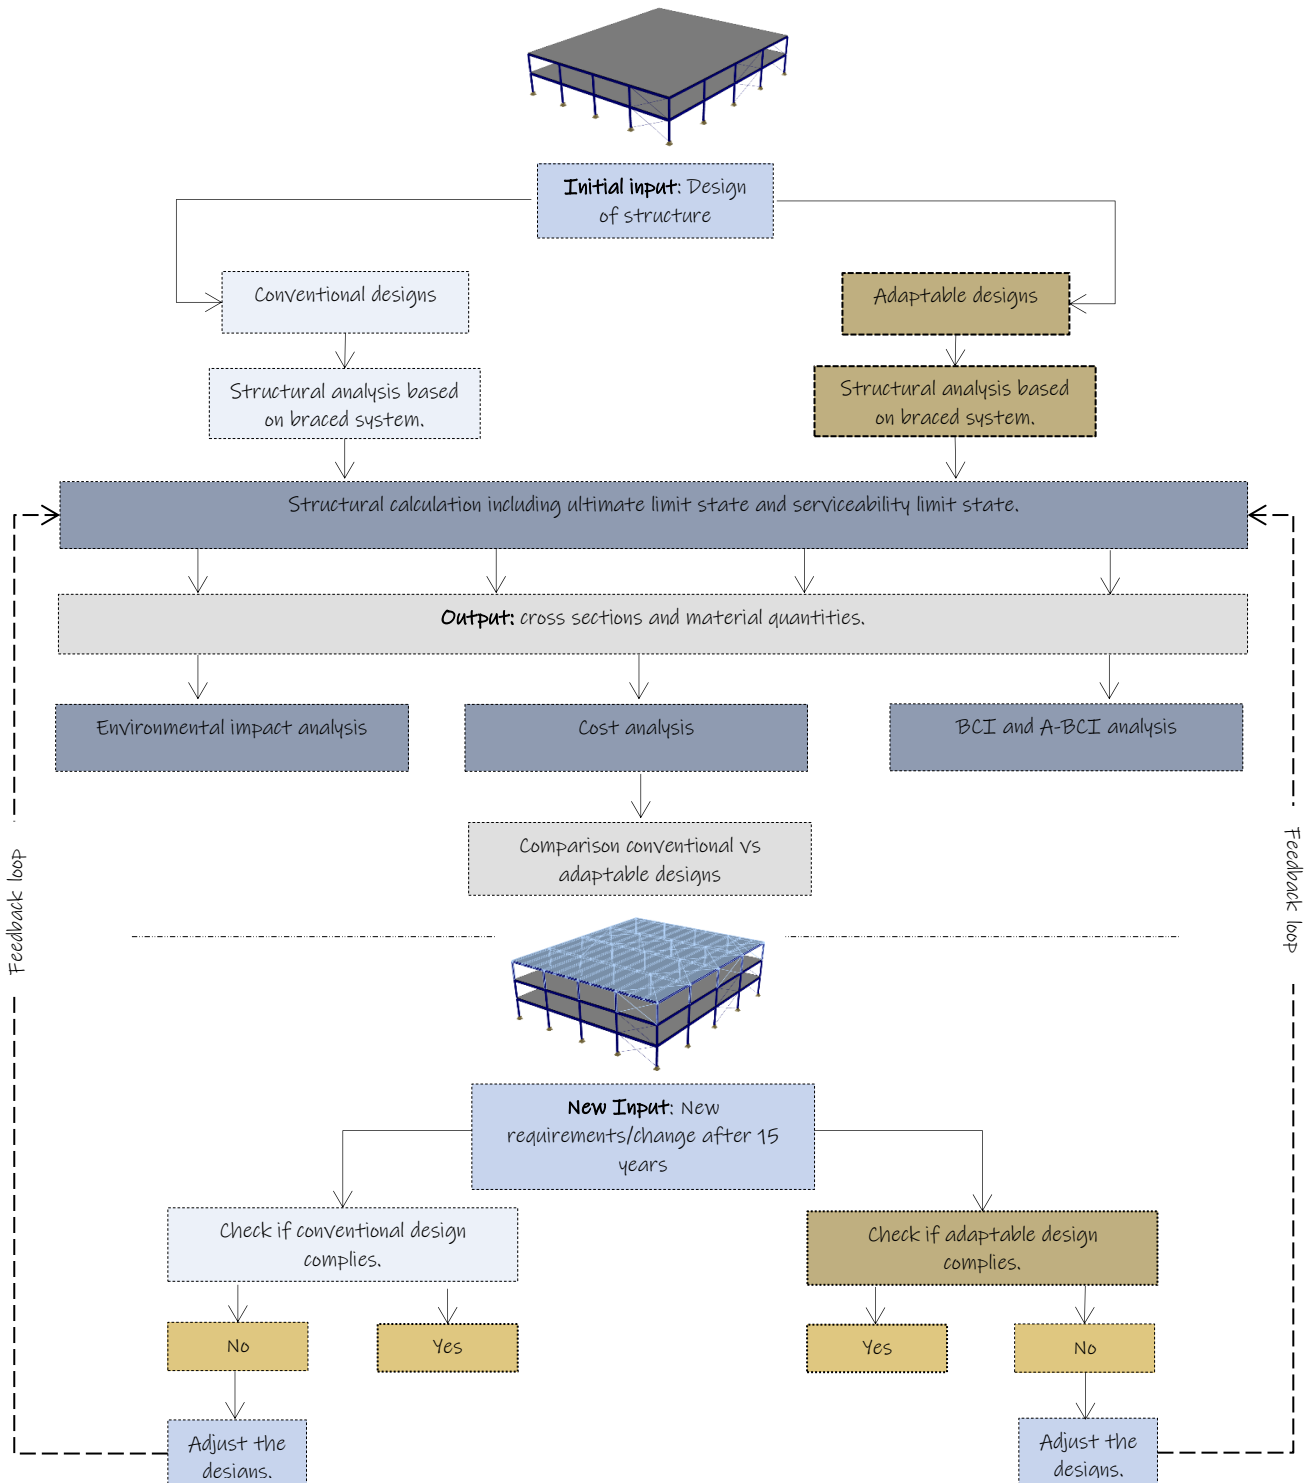 Initial input: Design
of structure
Conventional designs
Adaptable designs
Structural analysis based
on braced system.
Structural analysis based
on braced system.
Structural calculation including ultimate limit state and serviceability limit state.
Output: cross sections and material quantities.
Environmental impact analysis
Cost analysis
BCI and A-BCI analysis
Comparison conventional vs
adaptable designs
Feedback loop
Feedback loop
New Input: New
requirements/change after 15
years
Check if conventional design
complies.
Check if adaptable design
complies.
No
Yes
Yes
No
Adjust the
designs.
Adjust the
designs.